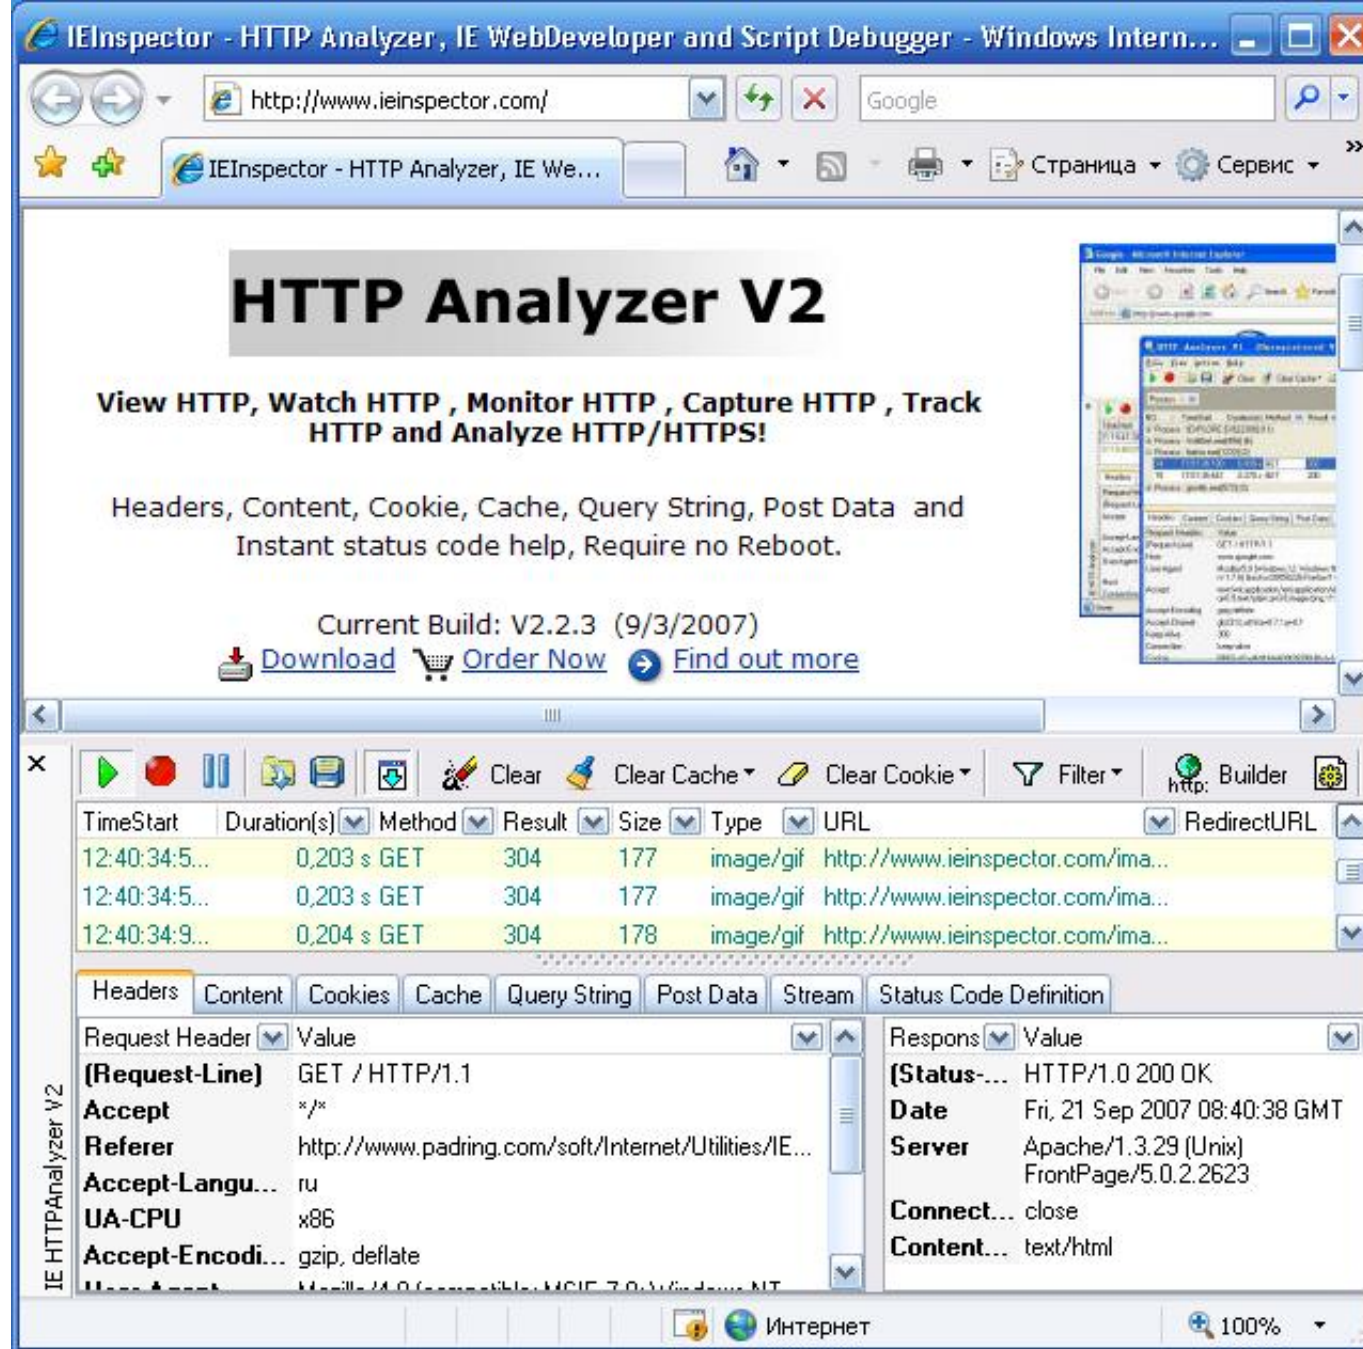 IEInspector - HTTP Analyzer, IE WebDeveloper and Script Debugger - Windows Intern...
http://www.ieinspector.com/ Google
IEInspector - HTTP Analyzer, IE We... Страница Сервис »
HTTP Analyzer V2
View HTTP, Watch HTTP , Monitor HTTP , Capture HTTP , Track
HTTP and Analyze HTTP/HTTPS!
Headers, Content, Cookie, Cache, Query String, Post Data and
Instant status code help, Require no Reboot.
Current Build: V2.2.3 (9/3/2007)
Download Order Now Find out more
Clear Clear Cache Clear Cookie Filter http: Builder
TimeStart Duration(s) Method Result Size Type URL RedirectURL
12:40:34:5... 0,203 s GET 304 177 image/gif http://www.ieinspector.com/ima...
12:40:34:5... 0,203 s GET 304 177 image/gif http://www.ieinspector.com/ima...
12:40:34:9... 0,204 s GET 304 178 image/gif http://www.ieinspector.com/ima...
Headers Content Cookies Cache Query String Post Data Stream Status Code Definition
Request Header Value Respons Value
(Request-Line) GET / HTTP/1.1 (Status-... HTTP/1.0 200 OK
Accept */* Date Fri, 21 Sep 2007 08:40:38 GMT
Referer http://www.padring.com/soft/Internet/Utilities/IE... Server Apache/1.3.29 (Unix)
FrontPage/5.0.2.2623
Accept-Langu... ru
UA-CPU x86 Connect... close
Accept-Encodi... gzip, deflate Content... text/html
IE HTTPAnalyzer V2
Интернет 100%